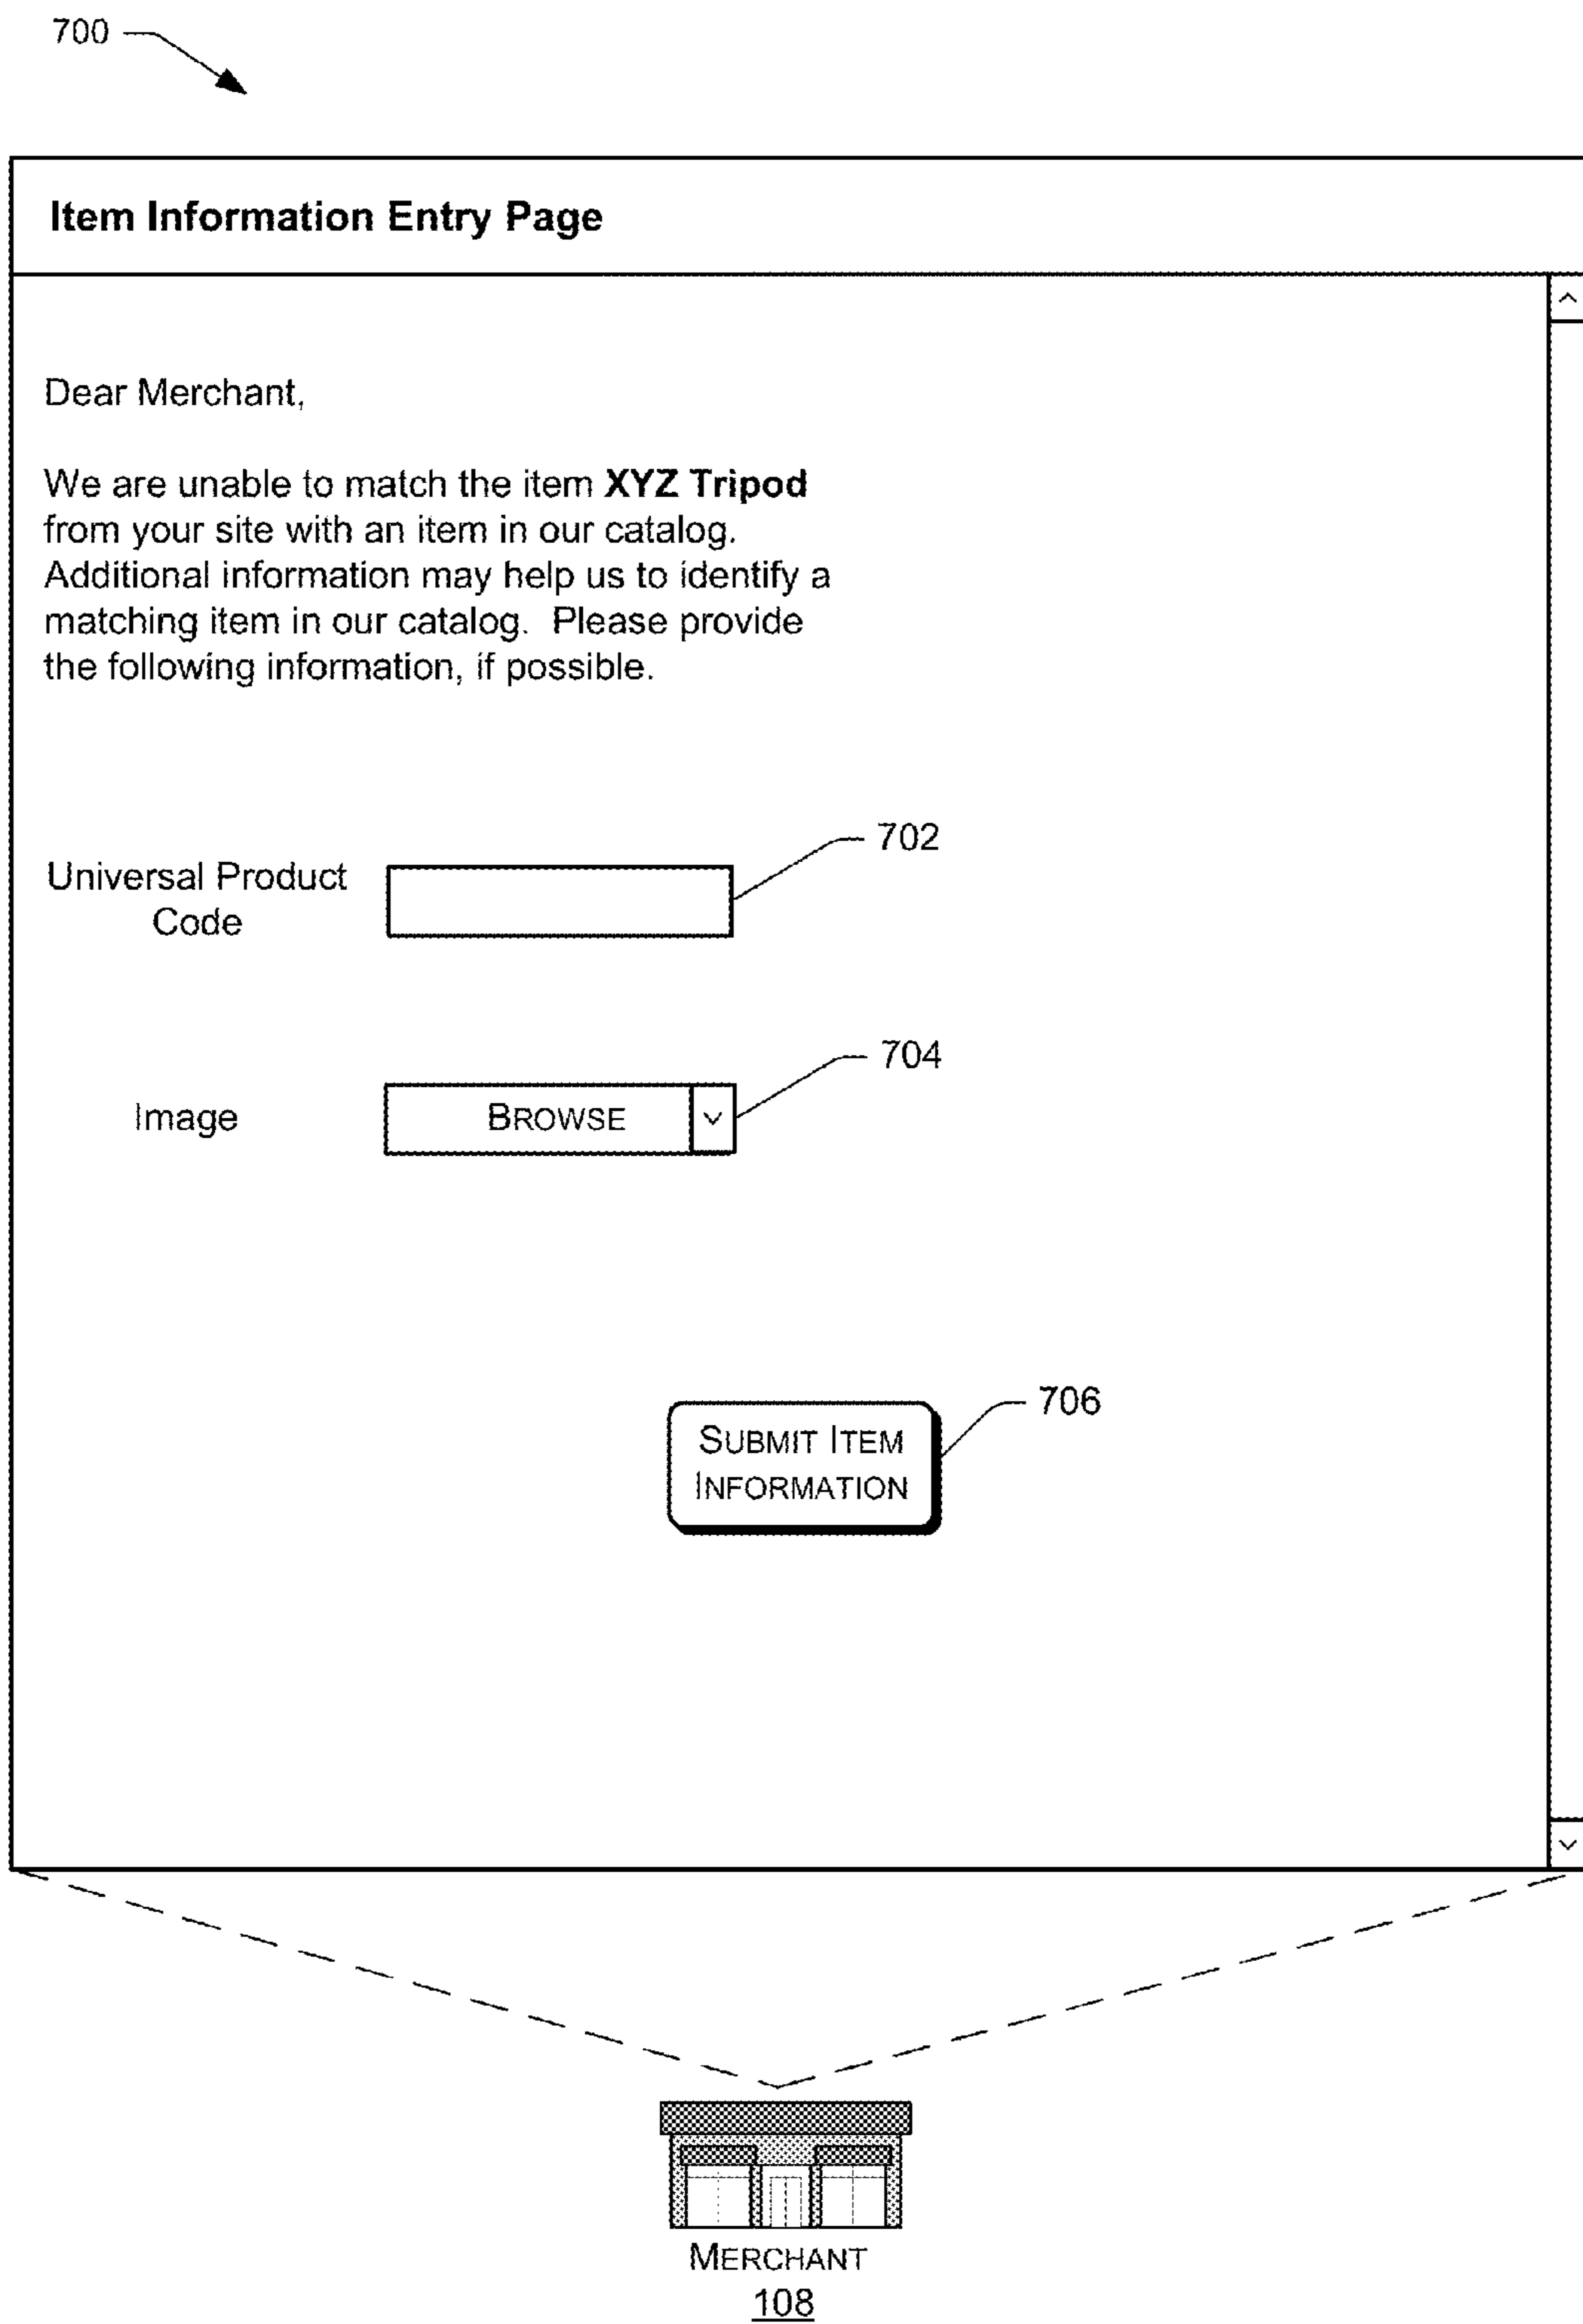 700
Item Information Entry Page
Dear Merchant,
We are unable to match the item XYZ Tripod
from your site with an item in our catalog.
Additional information may help us to identify a
matching item in our catalog.  Please provide
the following information, if possible.
702
Universal Product
Code
704
Image
BROWSE
706
SUBMIT ITEM
INFORMATION
MERCHANT
108